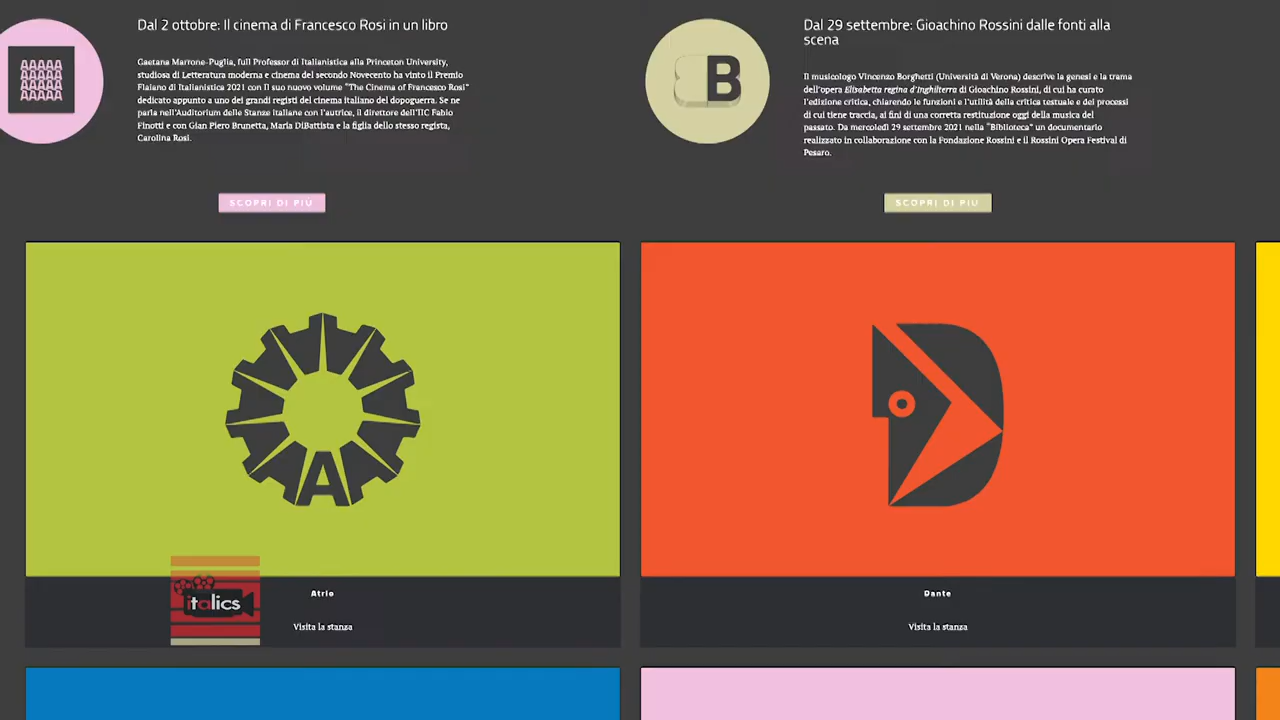 Dal 2 ottobre: Il cinema di Francesco Rosi in un libro
Gaetana Marrone-Puglia, full Professor di Italianistica alla Princeton University,
studiosa di Letteratura moderna e cinema del secondo Novecento ha vinto il Premio
Flaiano di Italianistica 2021 con il suo nuovo volume "The Cinema of Francesco Rosi"
dedicato appunto a uno dei grandi registi del cinema italiano del dopoguerra. Se ne
parla nell'Auditorium delle Stanze Italiane con l'autrice, il direttore dell'IIC Fabio
Finotti e con Gian Piero Brunetta, Maria DiBattista e la figlia dello stesso regista,
Carolina Rosi.
SCOPRI DI PIÙ
Dal 29 settembre: Gioachino Rossini dalle fonti alla
scena
Il musicologo Vincenzo Borghetti (Università di Verona) descrive la genesi e la trama
dell'opera Elisabetta regina d'Inghilterra di Gioachino Rossini, di cui ha curato
l'edizione critica, chiarendo le funzioni e l'utilità della critica testuale e dei processi
di cui tiene traccia, ai fini di una corretta restituzione oggi della musica del
passato. Da mercoledì 29 settembre 2021 nella "Biblioteca" un documentario
realizzato in collaborazione con la Fondazione Rossini e il Rossini Opera Festival di
Pesaro.
SCOPRI DI PIÙ
AAAAA
AAAAA
AAAAA
AAAAA
B
A
D
italics
Atrio
Visita la stanza
Dante
Visita la stanza